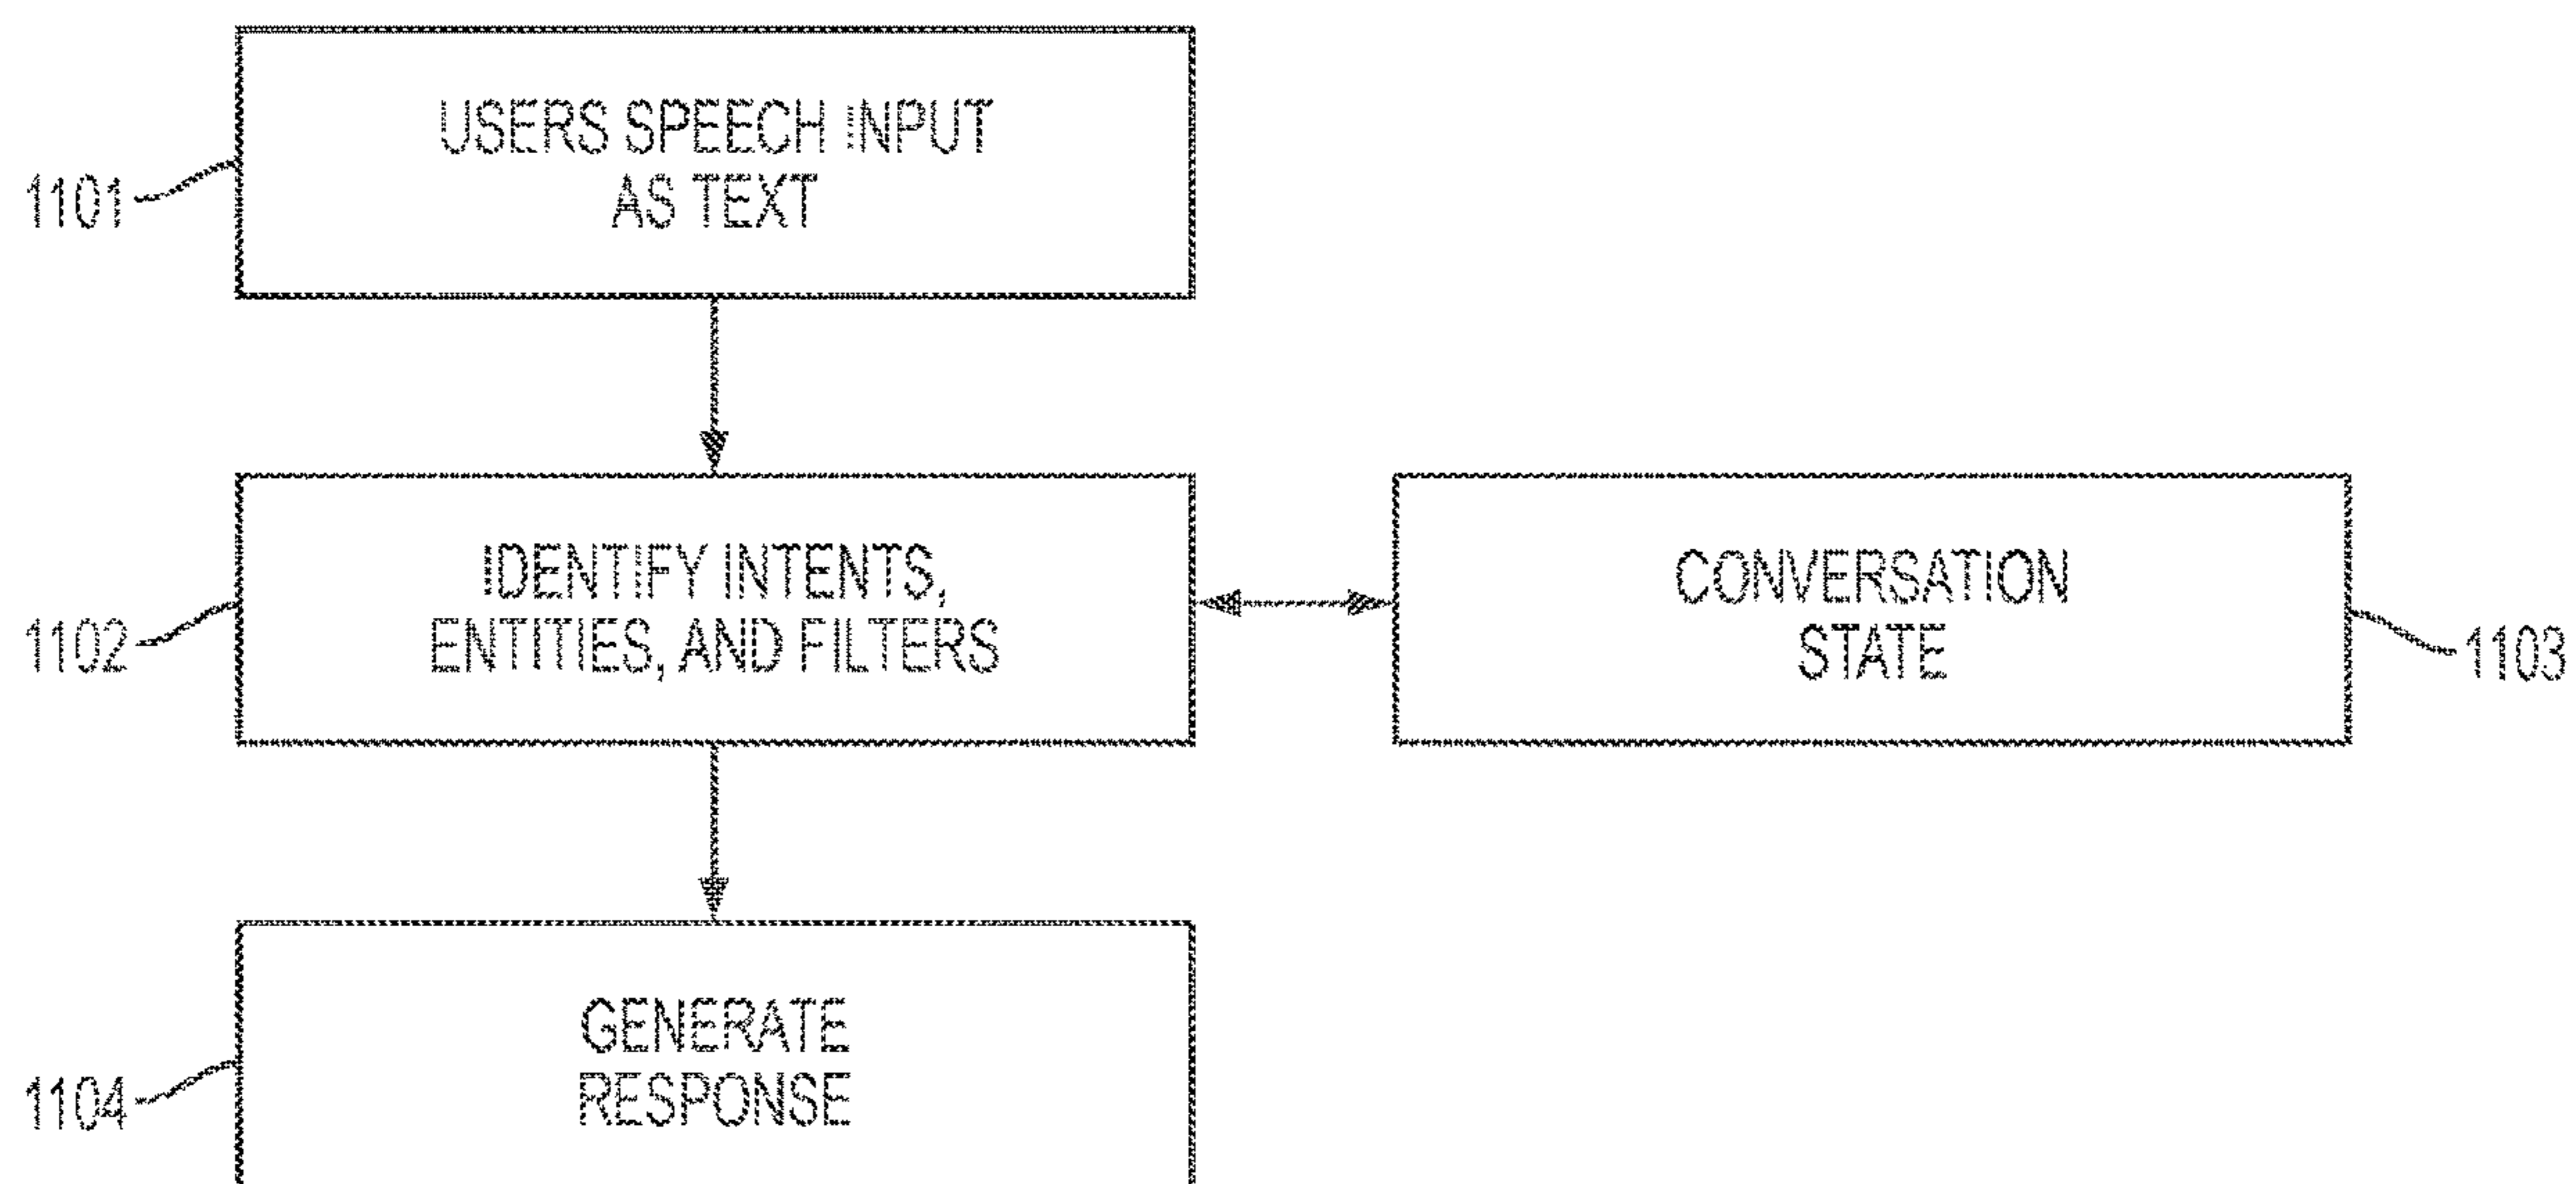 USERS SPEECH INPUT
AS TEXT
1101
IDENTIFY INTENTS,
ENTITIES, AND FILTERS
1102
CONVERSATION
STATE
1103
GENERATE
RESPONSE
1104